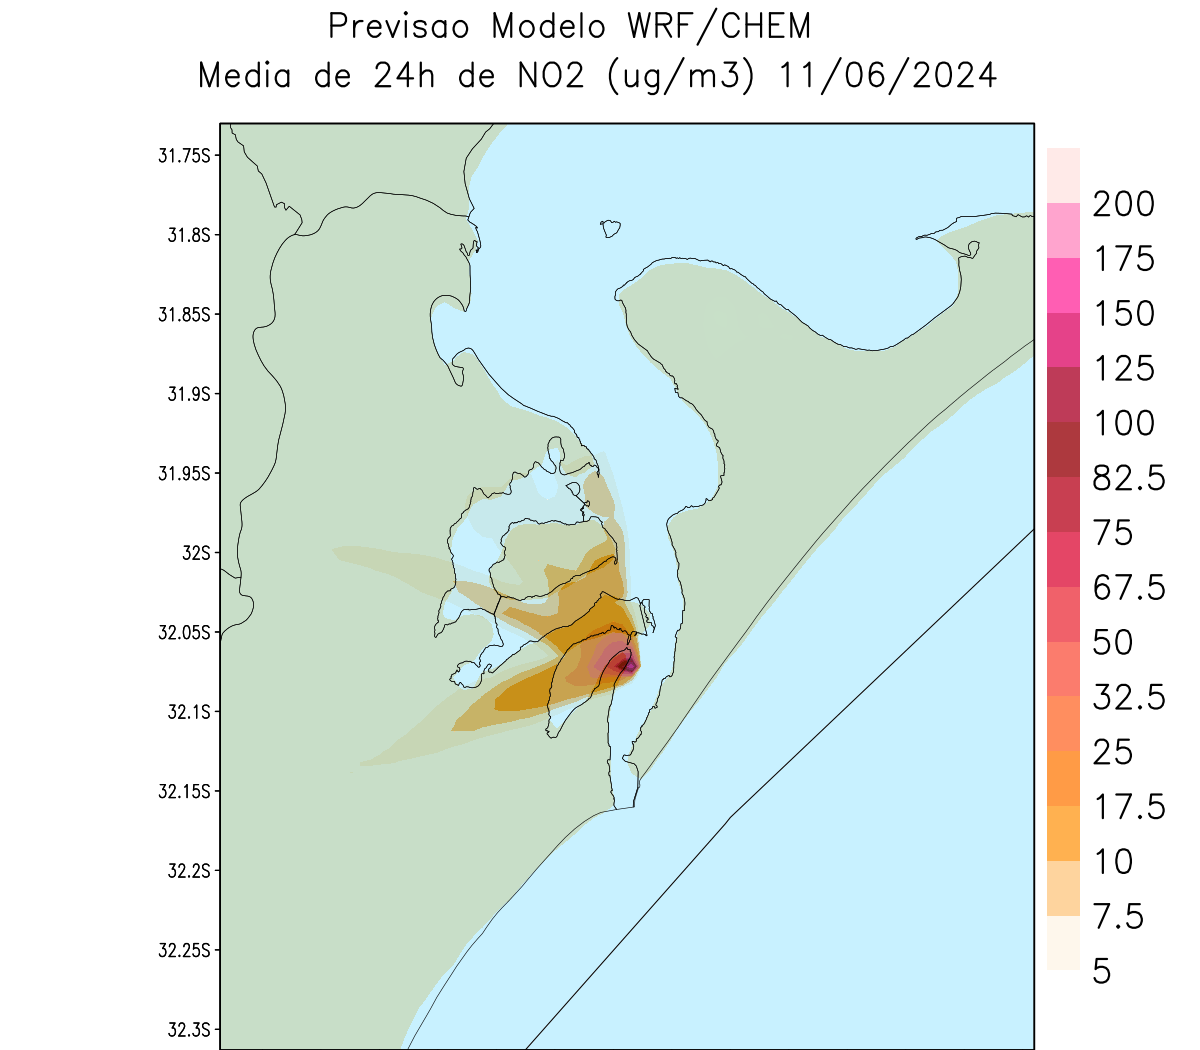 Previsao Modelo WRF/CHEM
Media de 24h de NO2 (ug/m3) 11/06/2024
31.75S
31.8S
31.85S
31.9S
31.95S
32S
32.05S
32.1S
32.15S
32.2S
32.25S
32.3S
200
175
150
125
100
82.5
75
67.5
50
32.5
25
17.5
10
7.5
5